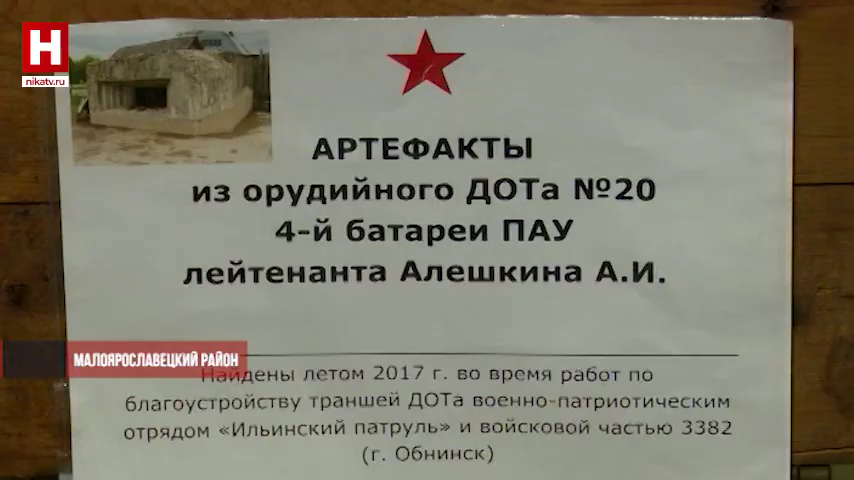 Н
nikatv.ru
АРТЕФАКТЫ
из орудийного ДОТа №20
4-й батареи ПАУ
лейтенанта Алешкина А.И.
МАЛОЯРОСЛАВЕЦКИЙ РАЙОН
Найдены летом 2017 г. во время работ по
благоустройству траншей ДОТа военно-патриотическим
отрядом «Ильинский патруль» и войсковой частью 3382
(г. Обнинск)